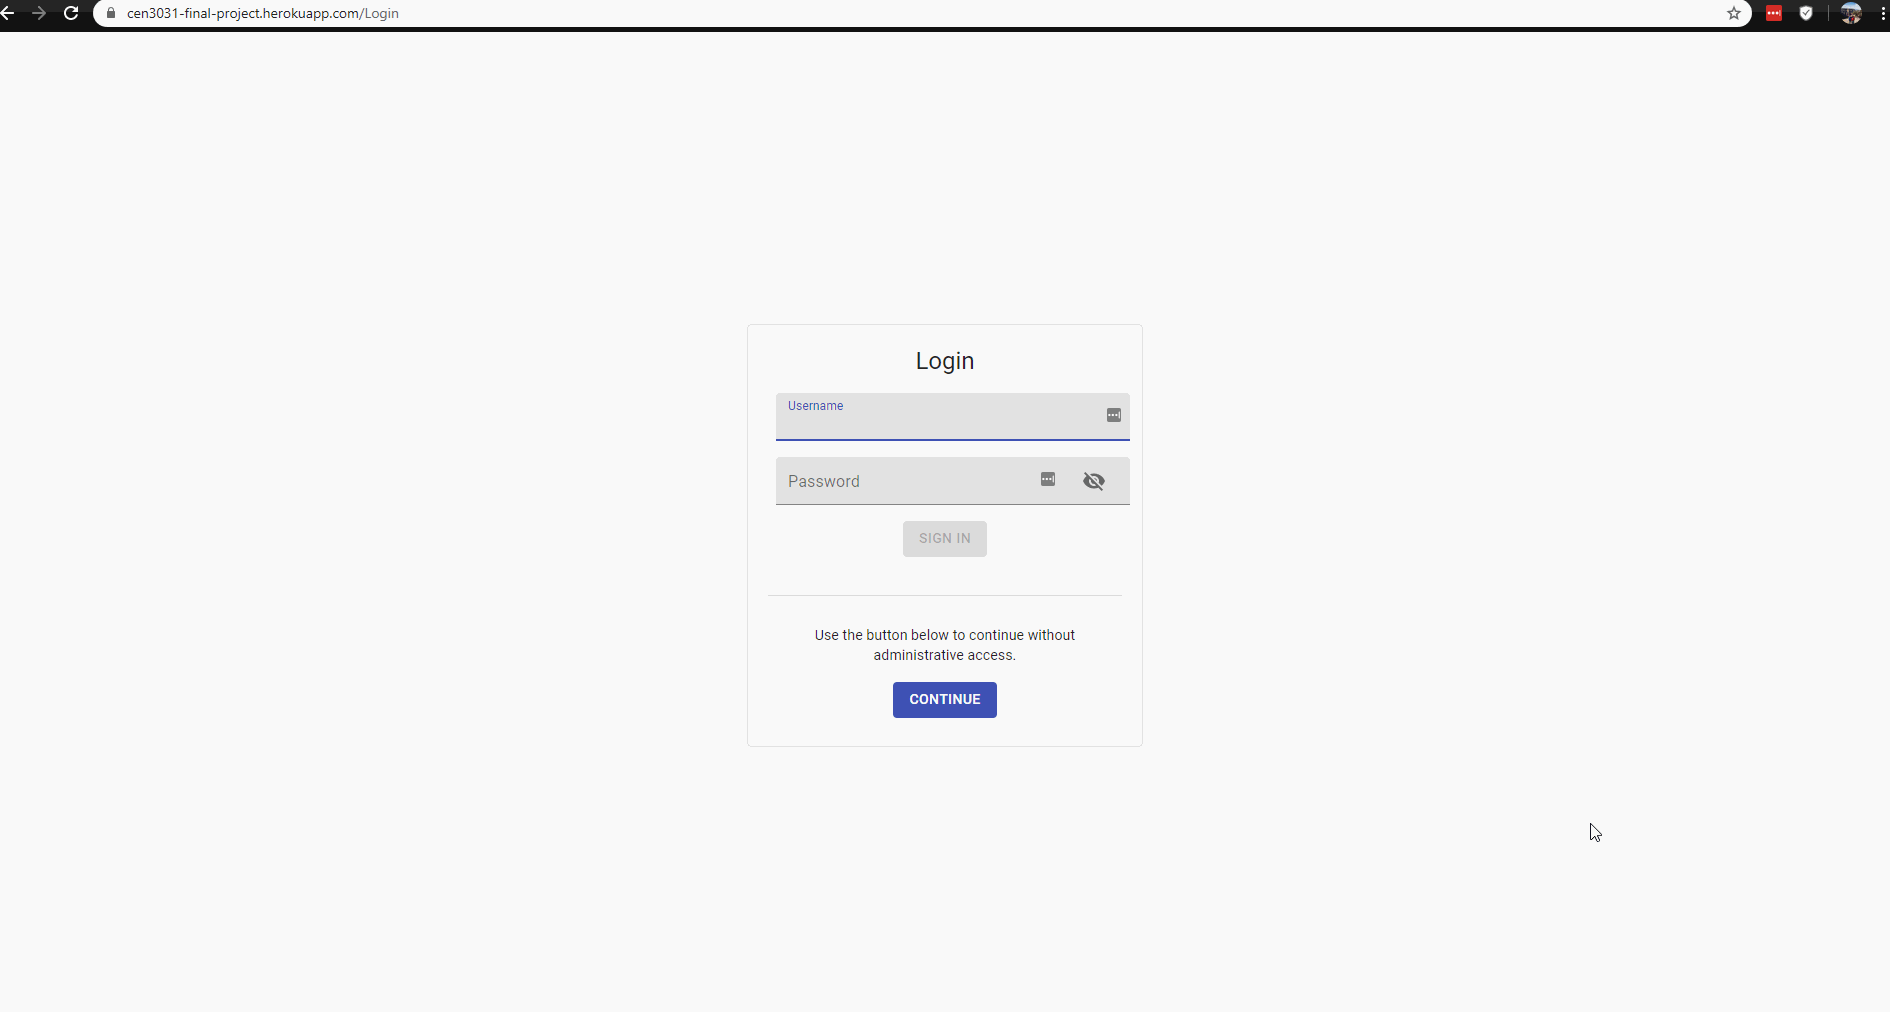 cen3031-final-project.herokuapp.com/Login
Login
Username
Password
SIGN IN
Use the button below to continue without
administrative access.
CONTINUE